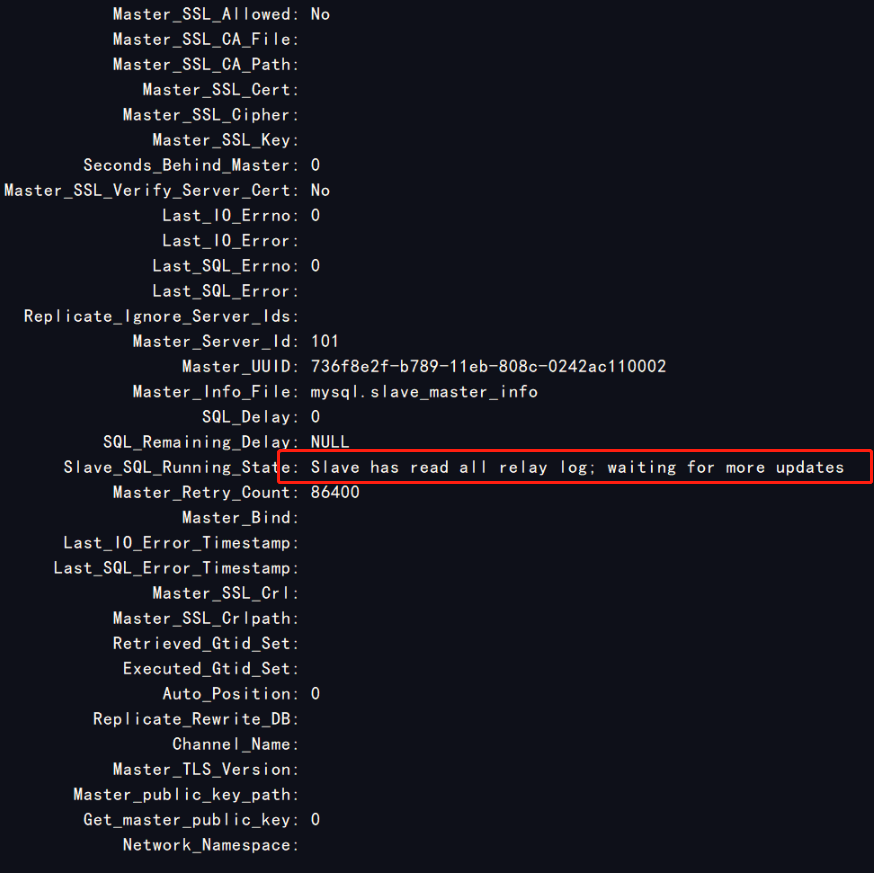 Master_SSL_Allowed: No
Master_SSL_CA_File:
Master_SSL_CA_Path:
Master_SSL_Cert:
Master_SSL_Cipher:
Master_SSL_Key:
Seconds_Behind_Master: 0
Master_SSL_Verify_Server_Cert: No
Last_IO_Errno: 0
Last_IO_Error:
Last_SQL_Errno: 0
Last_SQL_Error:
Replicate_Ignore_Server_Ids:
Master_Server_Id: 101
Master_UUID: 736f8e2f-b789-11eb-808c-0242ac110002
Master_Info_File: mysql.slave_master_info
SQL_Delay: 0
SQL_Remaining_Delay: NULL
Slave_SQL_Running_State: Slave has read all relay log; waiting for more updates
Master_Retry_Count: 86400
Master_Bind:
Last_IO_Error_Timestamp:
Last_SQL_Error_Timestamp:
Master_SSL_Crl:
Master_SSL_Crlpath:
Retrieved_Gtid_Set:
Executed_Gtid_Set:
Auto_Position: 0
Replicate_Rewrite_DB:
Channel_Name:
Master_TLS_Version:
Master_public_key_path:
Get_master_public_key: 0
Network_Namespace: